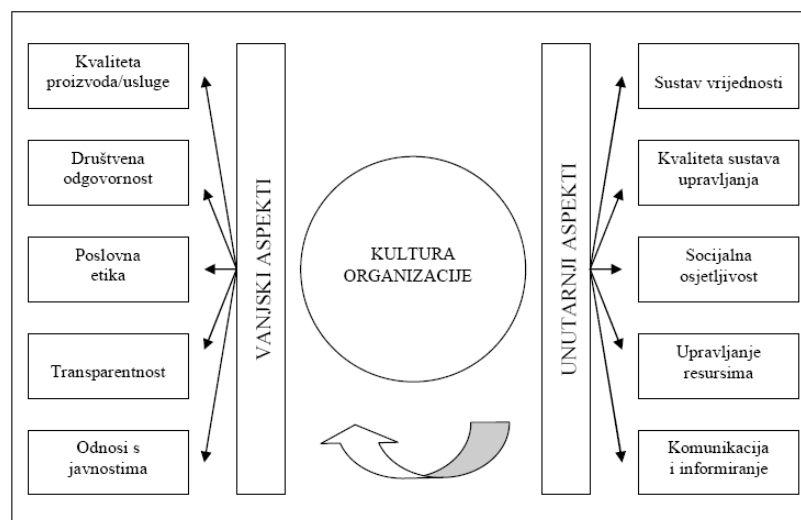 Kvaliteta
proizvoda/usluge
Društvena
odgovornost
Poslovna
etika
Transparentnost
Odnosi s
javnostima
VANJSKI ASPEKTI
KULTURA
ORGANIZACIJE
UNUTARNJI ASPEKTI
Sustav vrijednosti
Kvaliteta sustava
upravljanja
Socijalna
osjetljivost
Upravljanje
resursima
Komunikacija
i informiranje